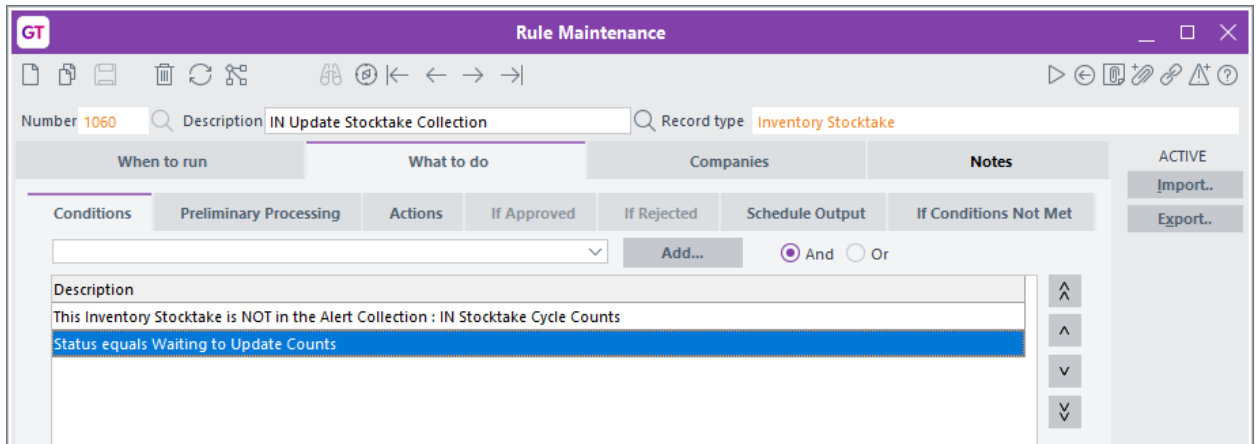 GT Rule Maintenance
Number 1060 Description IN Update Stocktake Collection Record type Inventory Stocktake
When to run What to do Companies Notes ACTIVE
Import..
Conditions Preliminary Processing Actions If Approved If Rejected Schedule Output If Conditions Not Met Export..
Add... And Or
Description
This Inventory Stocktake is NOT in the Alert Collection : IN Stocktake Cycle Counts
Status equals Waiting to Update Counts